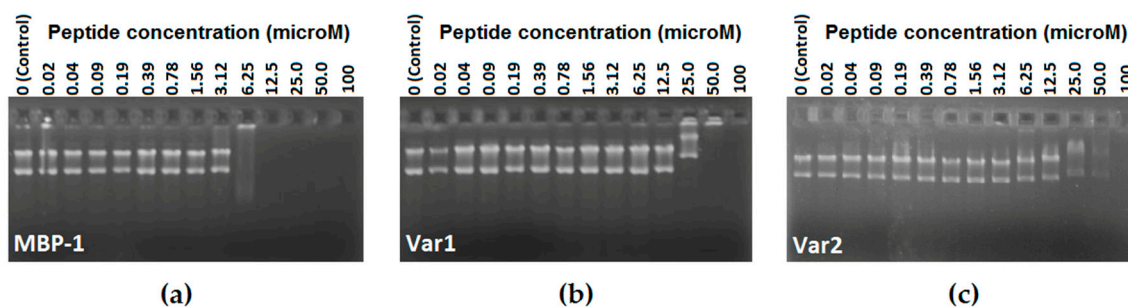 Peptide concentration (microM)
0 (Control) 0.02 0.04 0.09 0.19 0.39 0.78 1.56 3.12 6.25 12.5 25.0 50.0 100
MBP-1
(a)
Peptide concentration (microM)
0 (Control) 0.02 0.04 0.09 0.19 0.39 0.78 1.56 3.12 6.25 12.5 25.0 50.0 100
Var1
(b)
Peptide concentration (microM)
0 (Control) 0.02 0.04 0.09 0.19 0.39 0.78 1.56 3.12 6.25 12.5 25.0 50.0 100
Var2
(c)